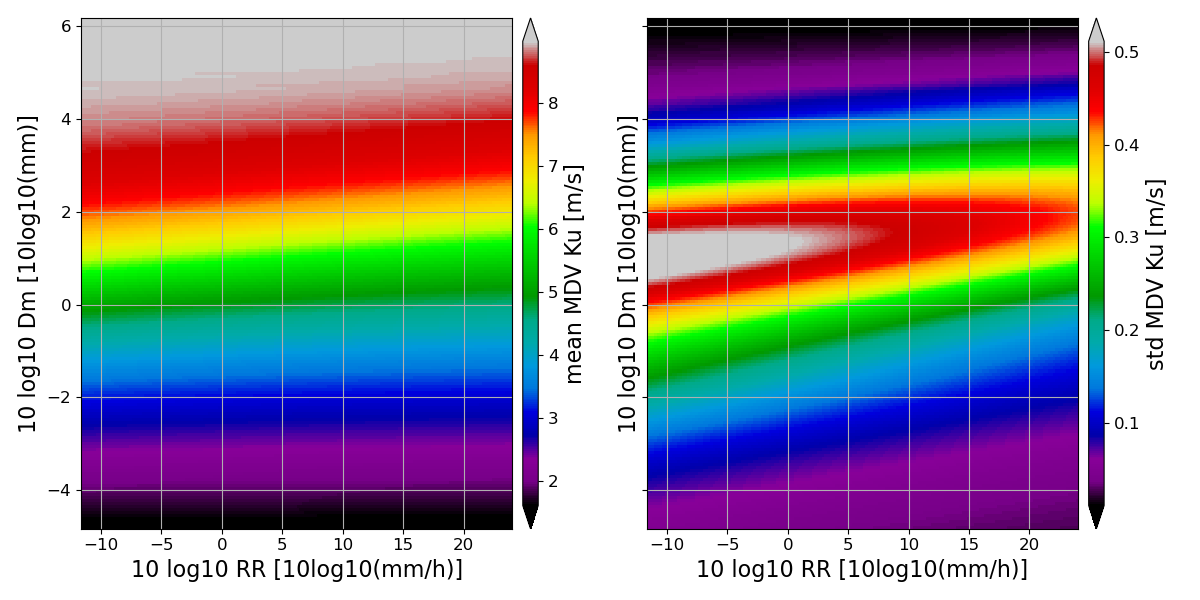 6
4
2
0
−2
−4
10 log10 Dm [10log10(mm)]
−10 −5 0 5 10 15 20
10 log10 RR [10log10(mm/h)]
8
7
6
5
4
3
2
mean MDV Ku [m/s]
10 log10 Dm [10log10(mm)]
−10 −5 0 5 10 15 20
10 log10 RR [10log10(mm/h)]
0.5
0.4
0.3
0.2
0.1
std MDV Ku [m/s]